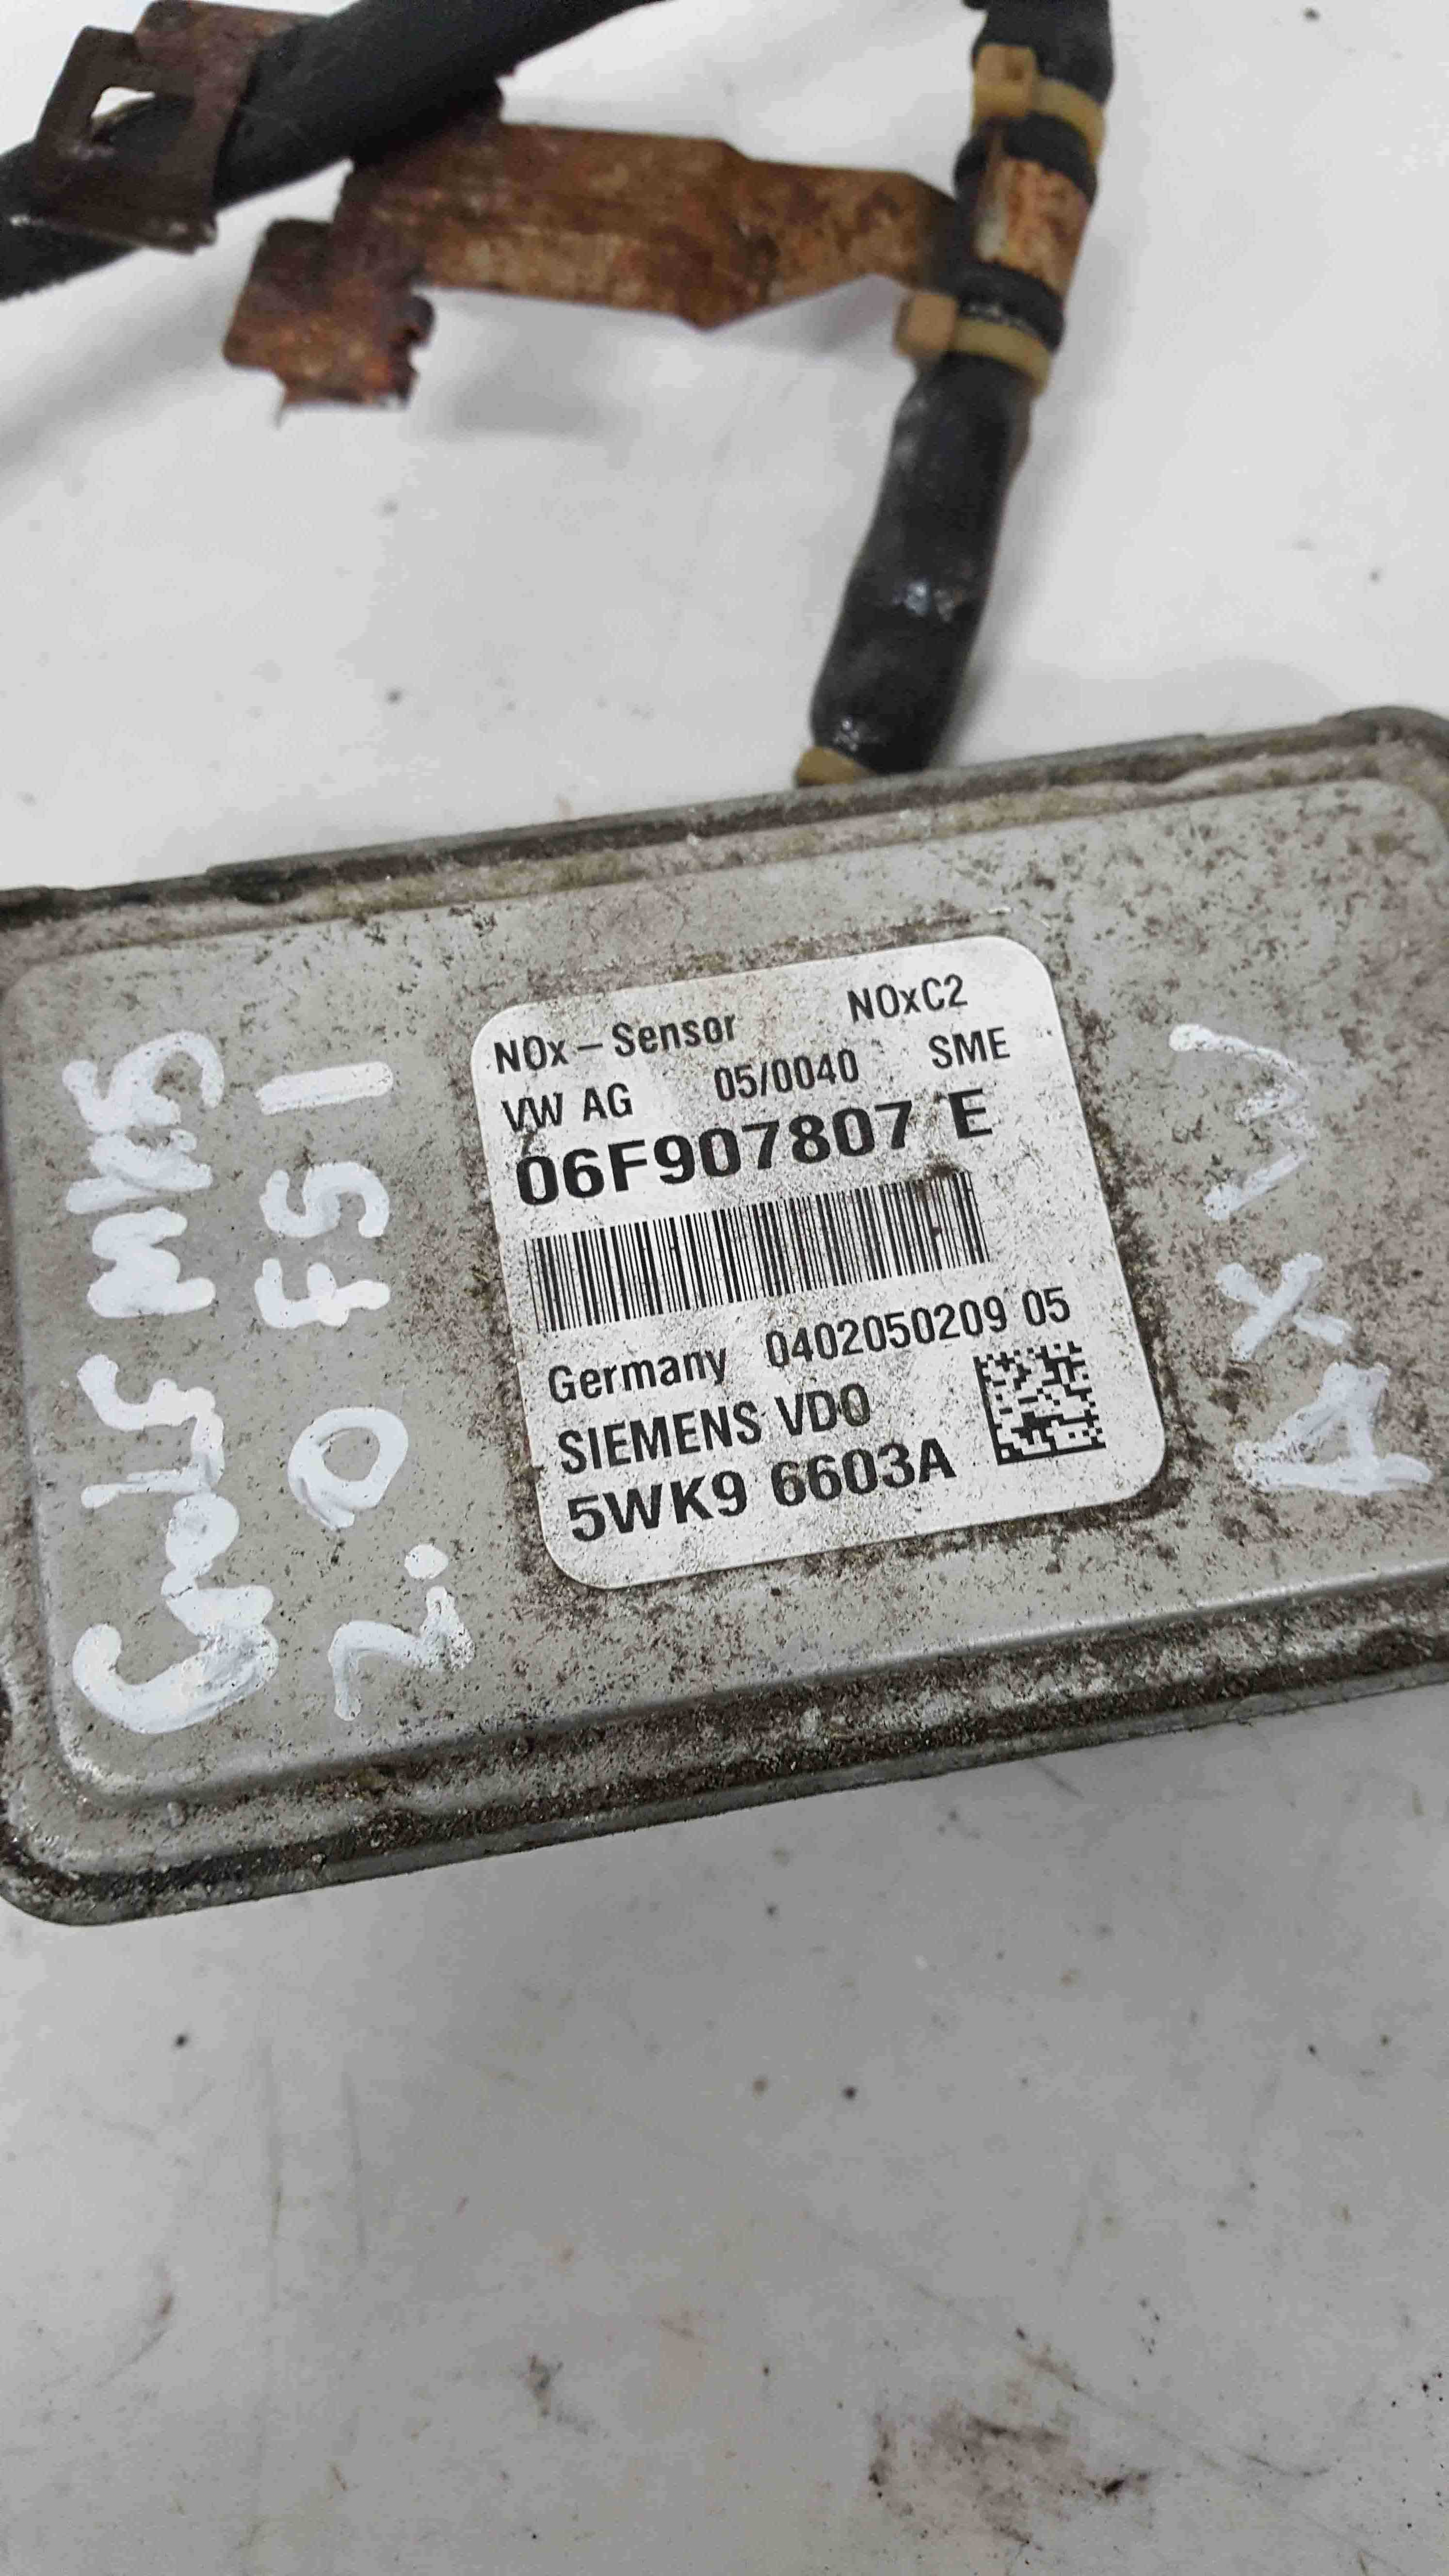 NOx-Sensor NOxC2
VW AG 05/0040 SME
06F907807 E
Germany 0402050209 05
SIEMENS VDO
5WK9 6603A
GOLF MK5
2.0 FSI
AXW